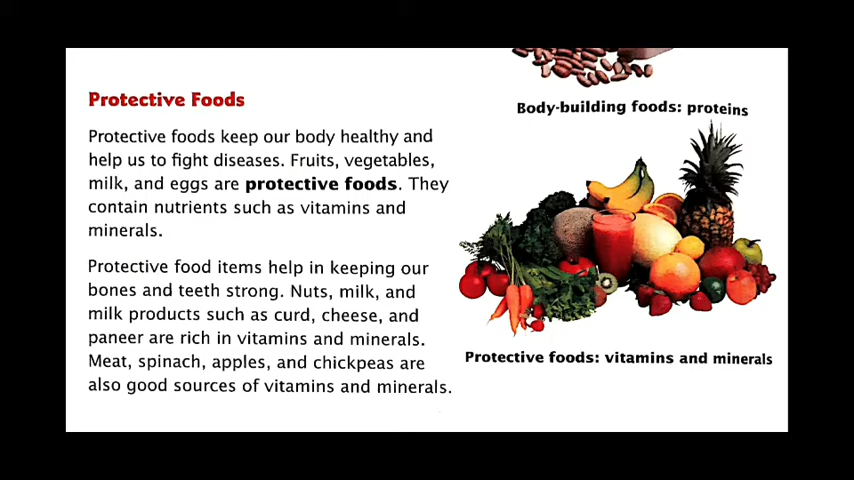 Protective Foods
Protective foods keep our body healthy and
help us to fight diseases. Fruits, vegetables,
milk, and eggs are protective foods. They
contain nutrients such as vitamins and
minerals.
Protective food items help in keeping our
bones and teeth strong. Nuts, milk, and
milk products such as curd, cheese, and
paneer are rich in vitamins and minerals.
Meat, spinach, apples, and chickpeas are
also good sources of vitamins and minerals.
Body-building foods: proteins
Protective foods: vitamins and minerals